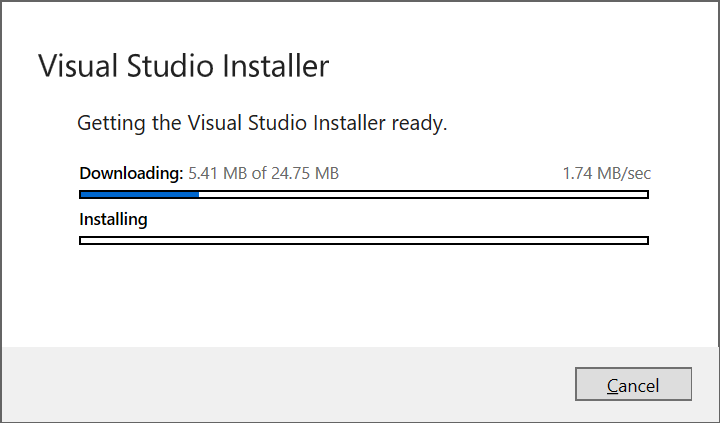 Visual Studio Installer
Getting the Visual Studio Installer ready.
Downloading: 5.41 MB of 24.75 MB 1.74 MB/sec
Installing
Cancel